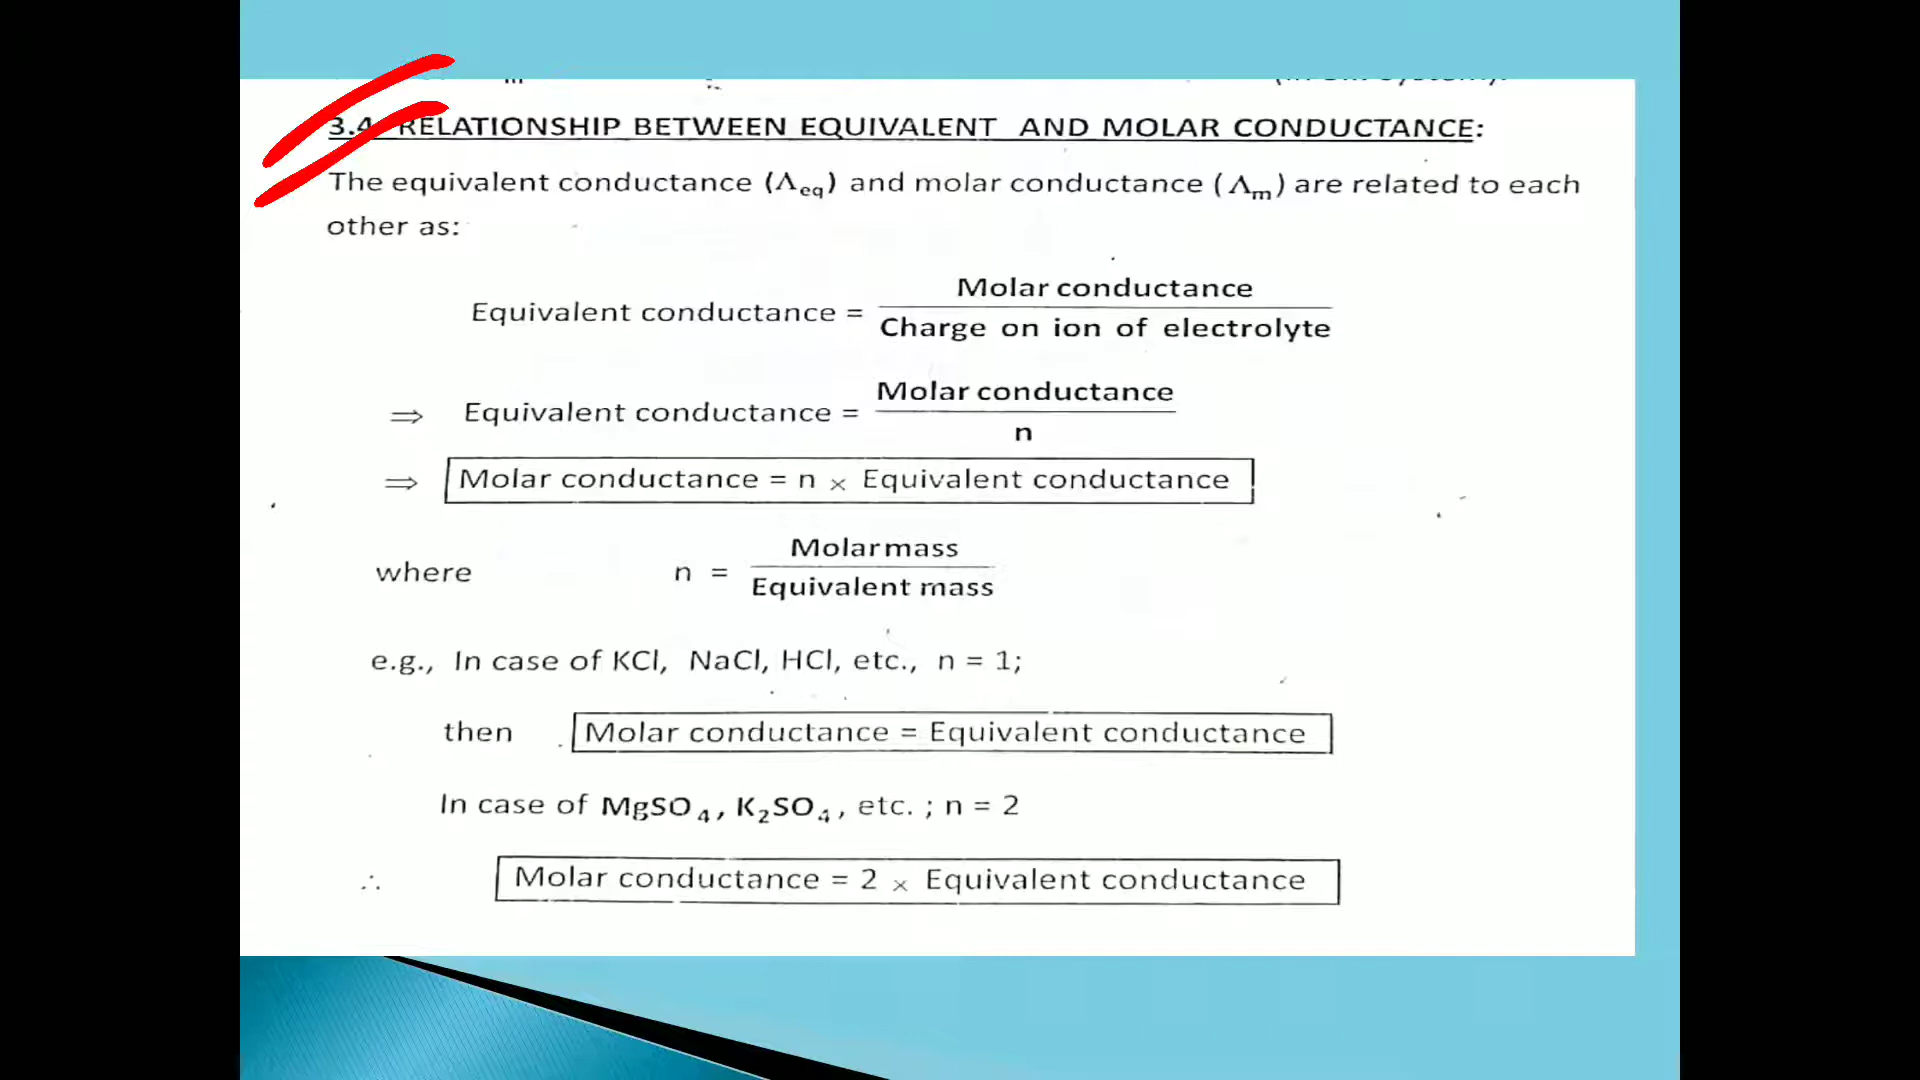 3.4 RELATIONSHIP BETWEEN EQUIVALENT AND MOLAR CONDUCTANCE:
The equivalent conductance (Λeq) and molar conductance (Λm) are related to each
other as:
Equivalent conductance = Molar conductance / Charge on ion of electrolyte
⇒ Equivalent conductance = Molar conductance / n
⇒ Molar conductance = n × Equivalent conductance
where n = Molar mass / Equivalent mass
e.g., In case of KCl, NaCl, HCl, etc., n = 1;
then Molar conductance = Equivalent conductance
In case of MgSO₄, K₂SO₄, etc. ; n = 2
∴ Molar conductance = 2 × Equivalent conductance